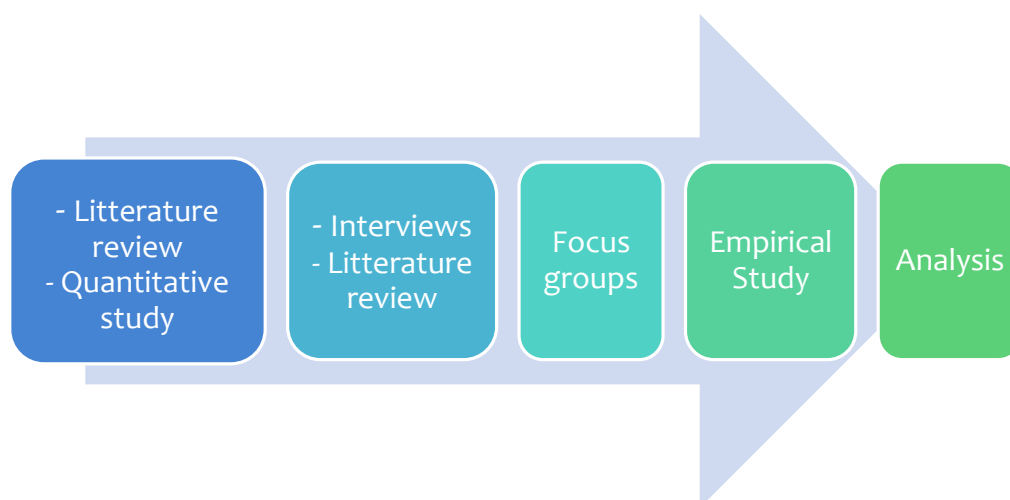 - Litterature
review
- Quantitative
study
- Interviews
- Litterature
review
Focus
groups
Empirical
Study
Analysis